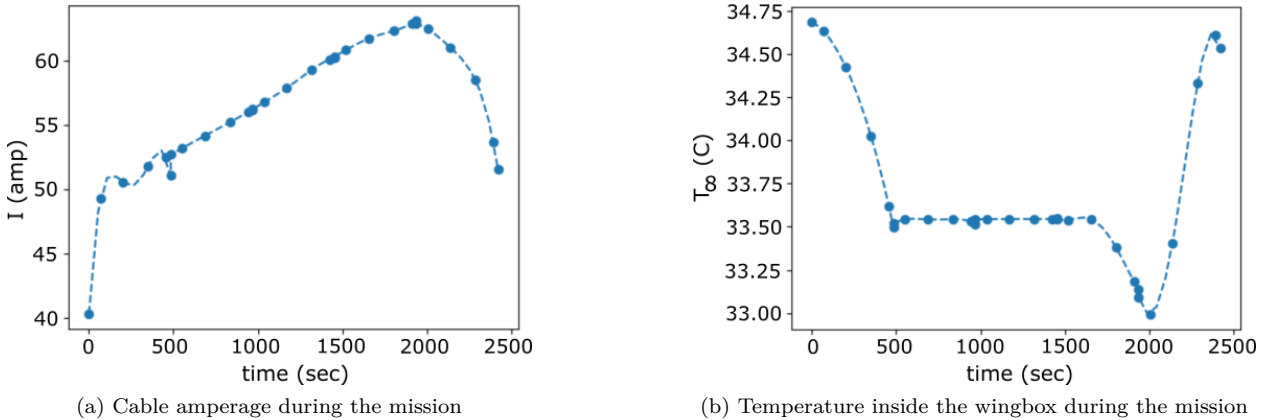 60
55
50
45
40
I (amp)
0 500 1000 1500 2000 2500
time (sec)
(a) Cable amperage during the mission
34.75
34.50
34.25
34.00
33.75
33.50
33.25
33.00
T∞ (C)
0 500 1000 1500 2000 2500
time (sec)
(b) Temperature inside the wingbox during the mission